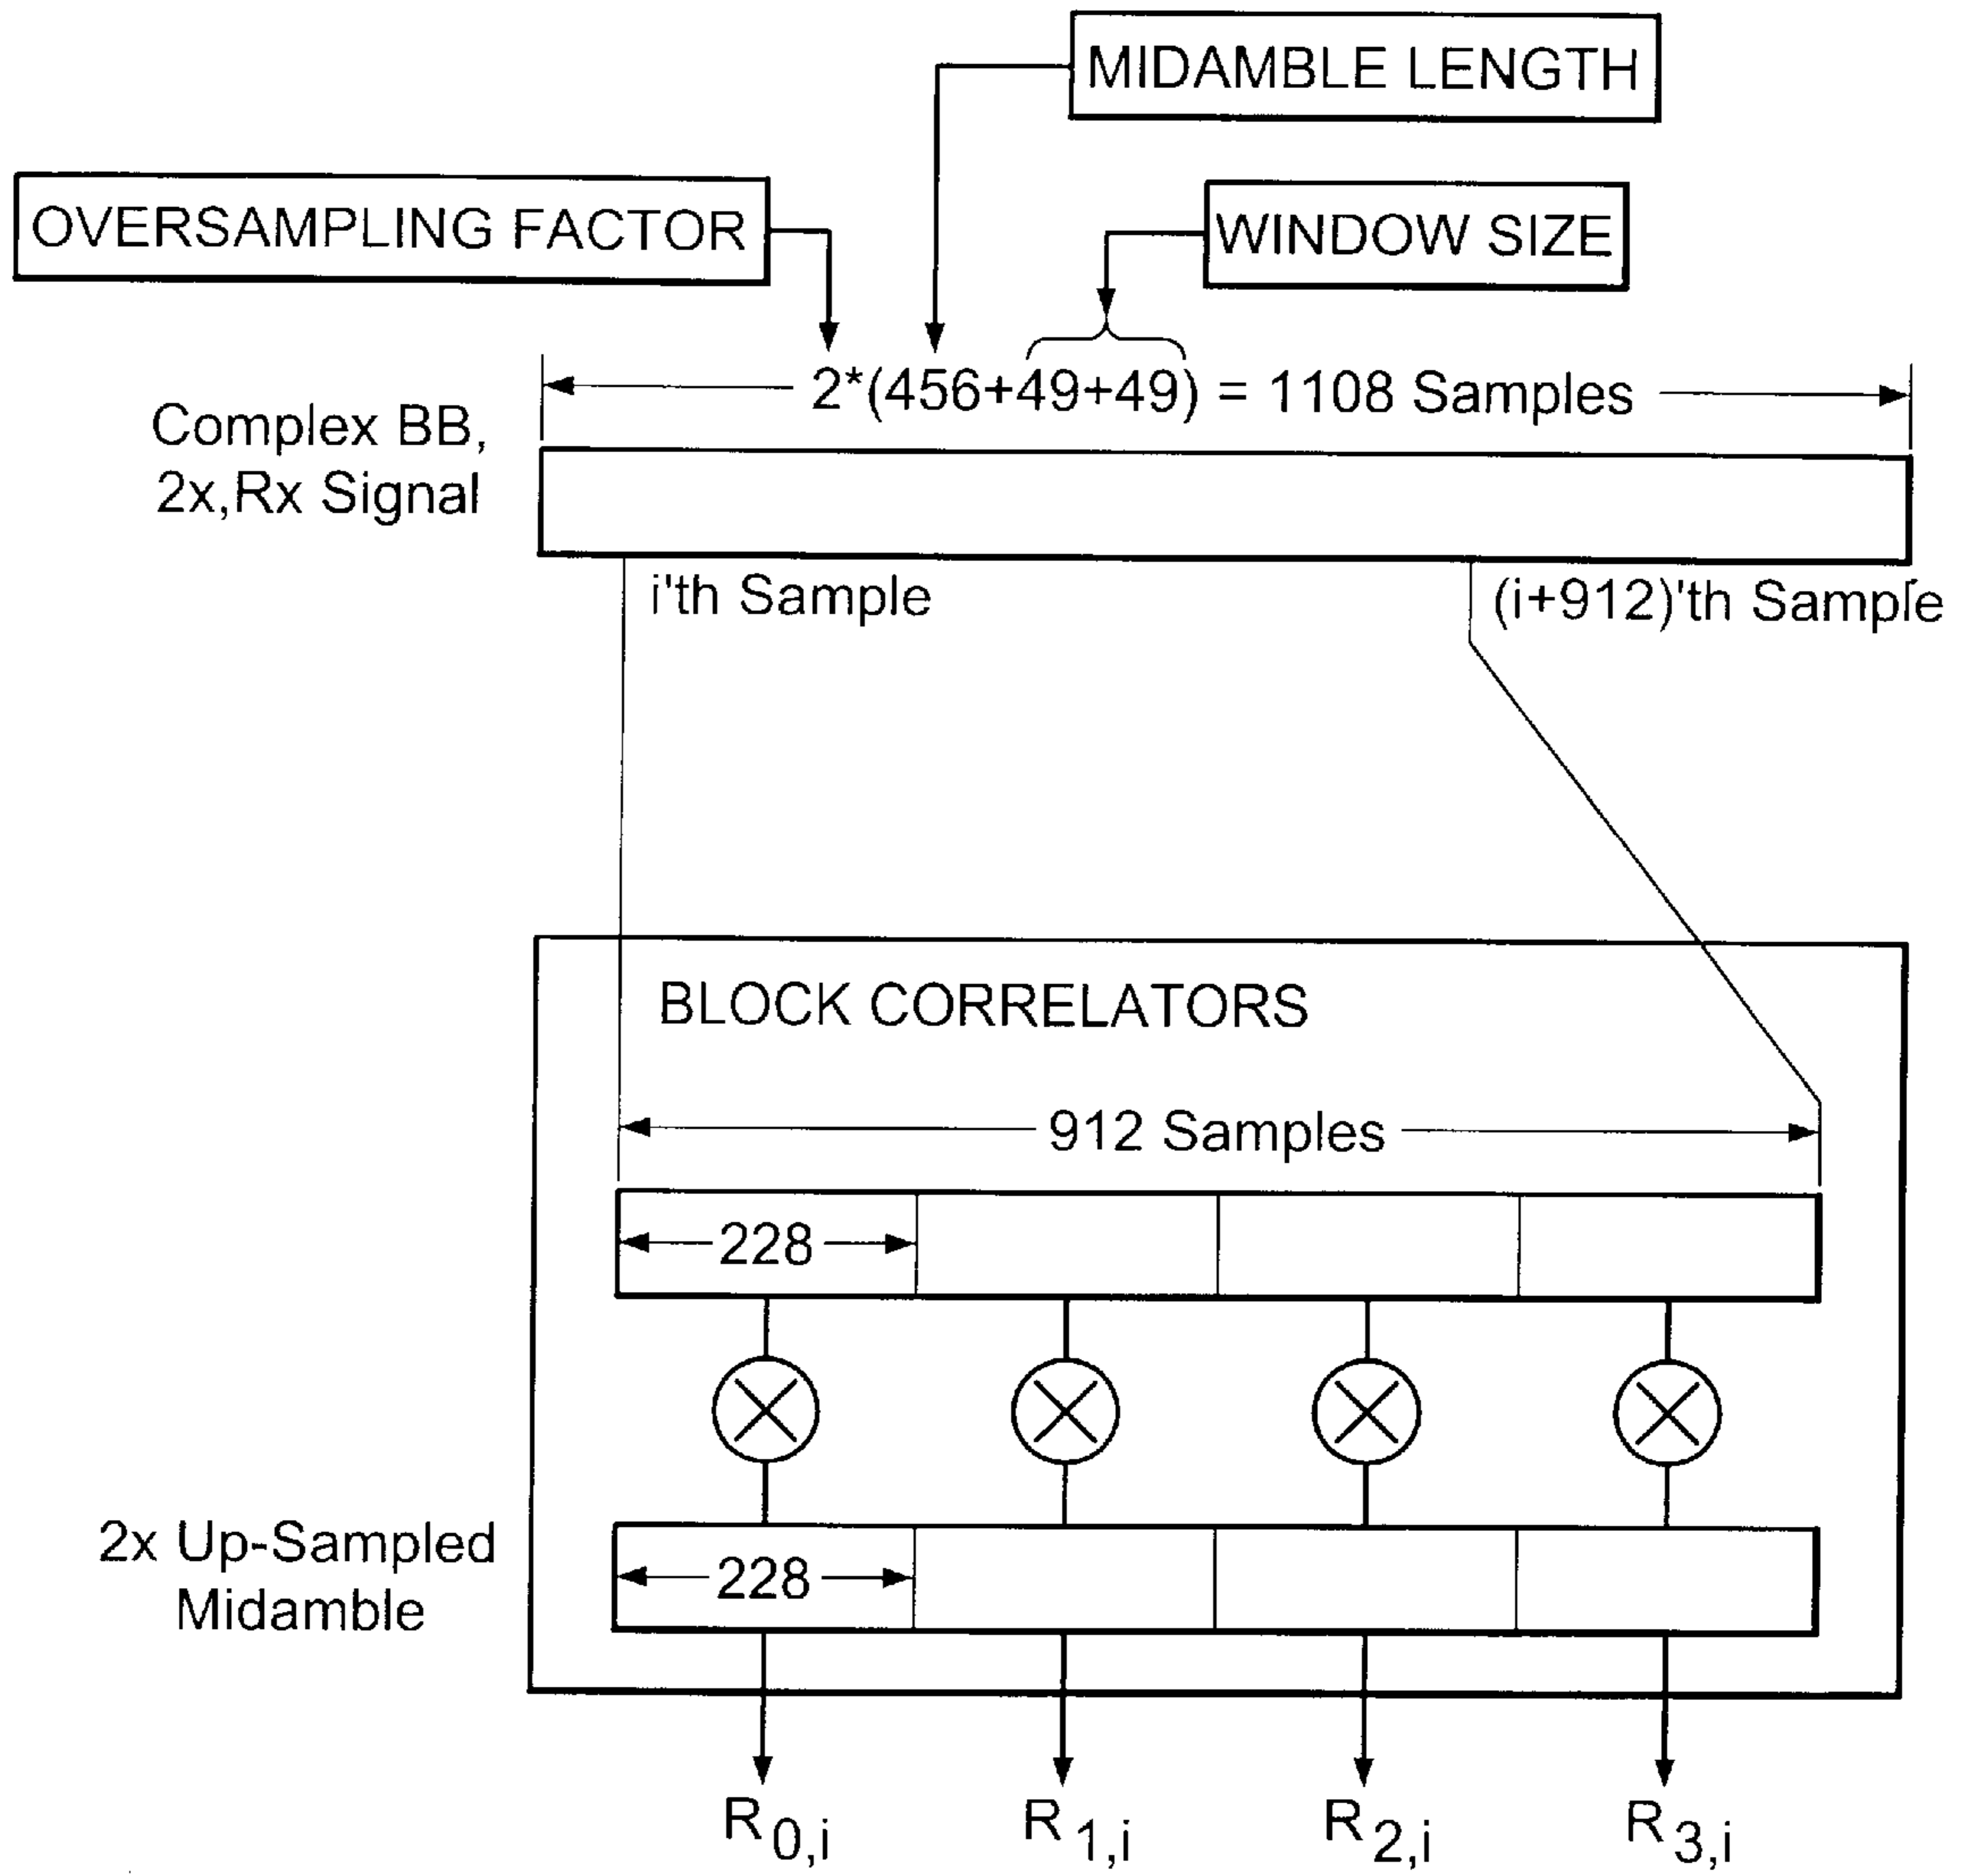 MIDAMBLE LENGTH
OVERSAMPLING FACTOR
WINDOW SIZE
2*(456+49+49) = 1108 Samples
Complex BB,
2x,Rx Signal
i'th Sample
(i+912)'th Sample
BLOCK CORRELATORS
912 Samples
228
2x Up-Sampled
Midamble
228
R0,i R1,i R2,i R3,i